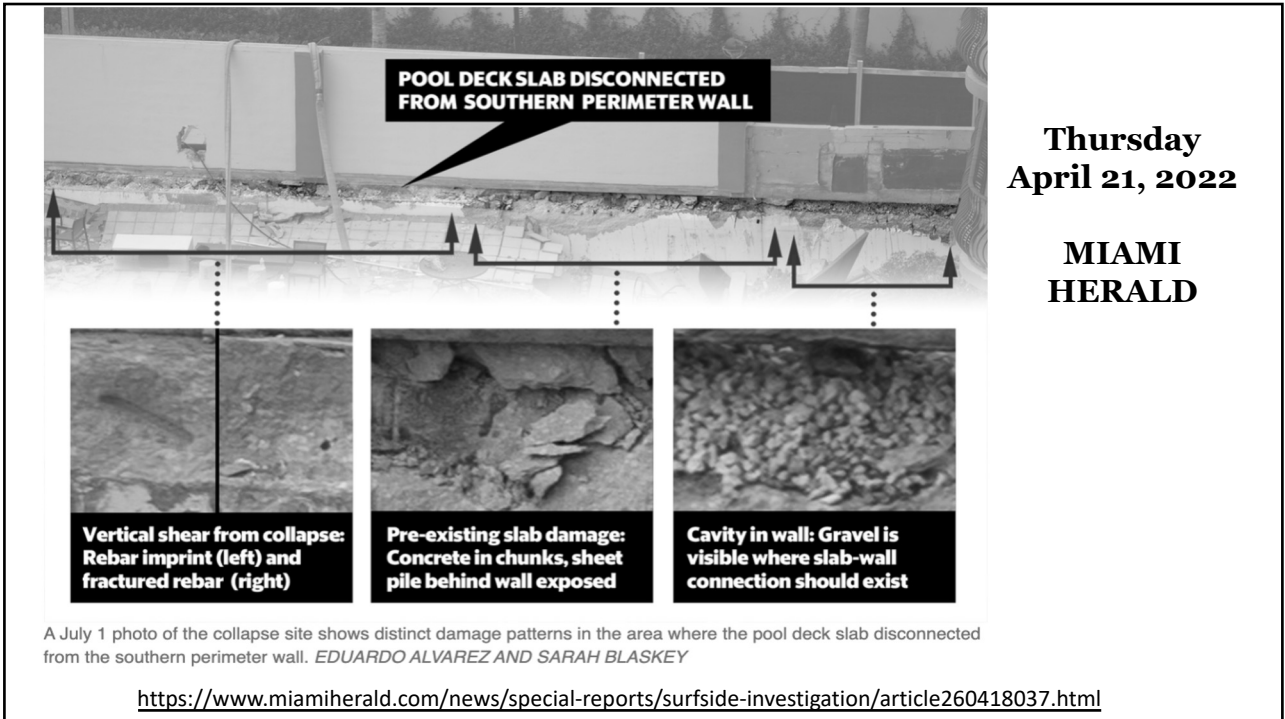 POOL DECK SLAB DISCONNECTED
FROM SOUTHERN PERIMETER WALL
Thursday
April 21, 2022
MIAMI
HERALD
Vertical shear from collapse:
Rebar imprint (left) and
fractured rebar (right)
Pre-existing slab damage:
Concrete in chunks, sheet
pile behind wall exposed
Cavity in wall: Gravel is
visible where slab-wall
connection should exist
A July 1 photo of the collapse site shows distinct damage patterns in the area where the pool deck slab disconnected
from the southern perimeter wall. EDUARDO ALVAREZ AND SARAH BLASKEY
https://www.miamiherald.com/news/special-reports/surfside-investigation/article260418037.html